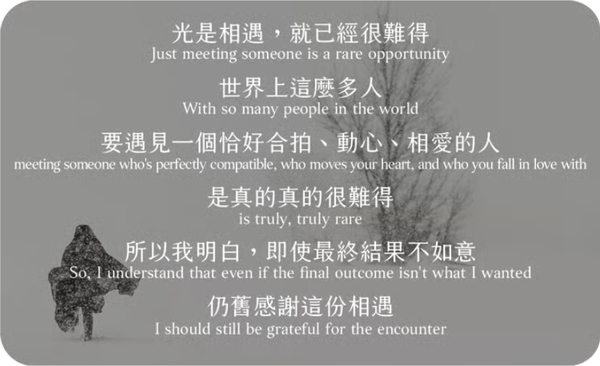 光是相遇，就已經很難得
Just meeting someone is a rare opportunity
世界上這麼多人
With so many people in the world
要遇見一個恰好合拍、動心、相愛的人
meeting someone who's perfectly compatible, who moves your heart, and who you fall in love with
是真的真的很難得
is truly, truly rare
所以我明白，即使最終結果不如意
So, I understand that even if the final outcome isn't what I wanted
仍舊感謝這份相遇
I should still be grateful for the encounter